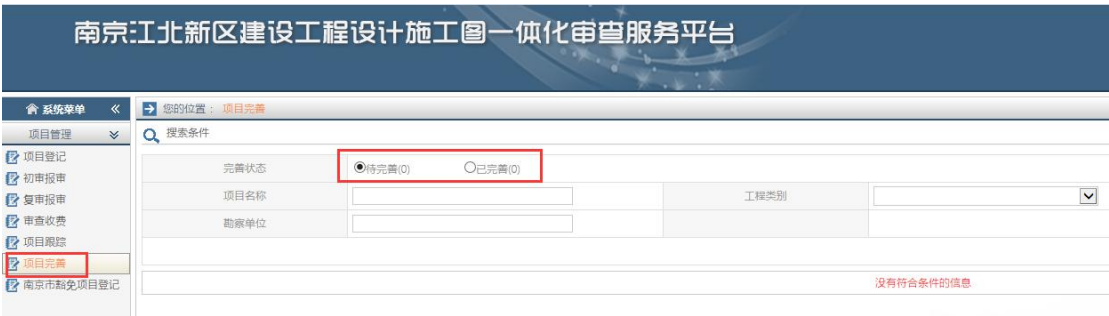 南京江北新区建设工程设计施工图一体化审查服务平台
系统菜单 «
您的位置： 项目完善
项目管理
搜索条件
项目登记
初审报审
复审报审
审查收费
项目跟踪
项目完善
南京市豁免项目登记
完善状态 待完善(0) 已完善(0)
项目名称 工程类别
勘察单位
没有符合条件的信息